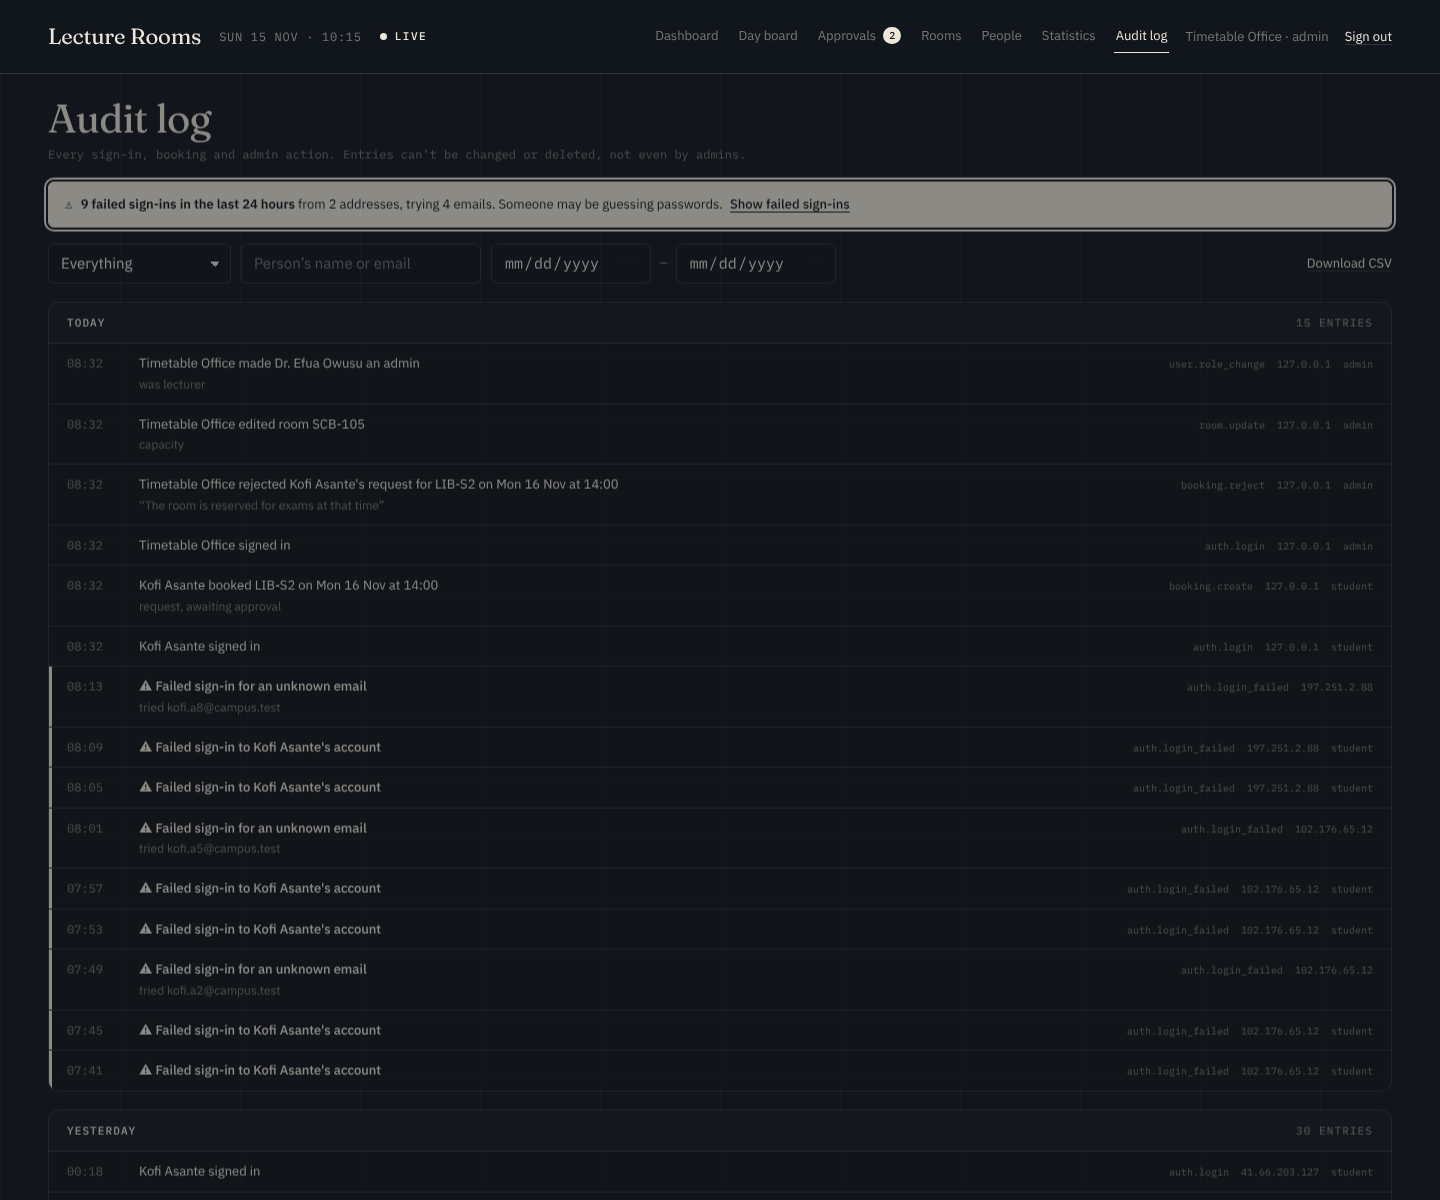 Lecture Rooms SUN 15 NOV · 10:15 ● LIVE Dashboard Day board Approvals 2 Rooms People Statistics Audit log Timetable Office · admin Sign out
Audit log
Every sign-in, booking and admin action. Entries can’t be changed or deleted, not even by admins.
⚠ 9 failed sign-ins in the last 24 hours from 2 addresses, trying 4 emails. Someone may be guessing passwords. Show failed sign-ins
Everything Person’s name or email mm/dd/yyyy – mm/dd/yyyy Download CSV
TODAY 15 ENTRIES
08:32 Timetable Office made Dr. Efua Owusu an admin user.role_change 127.0.0.1 admin
was lecturer
08:32 Timetable Office edited room SCB-105 room.update 127.0.0.1 admin
capacity
08:32 Timetable Office rejected Kofi Asante's request for LIB-S2 on Mon 16 Nov at 14:00 booking.reject 127.0.0.1 admin
“The room is reserved for exams at that time”
08:32 Timetable Office signed in auth.login 127.0.0.1 admin
08:32 Kofi Asante booked LIB-S2 on Mon 16 Nov at 14:00 booking.create 127.0.0.1 student
request, awaiting approval
08:32 Kofi Asante signed in auth.login 127.0.0.1 student
08:13 ⚠ Failed sign-in for an unknown email auth.login_failed 197.251.2.88
tried kofi.a8@campus.test
08:09 ⚠ Failed sign-in to Kofi Asante's account auth.login_failed 197.251.2.88 student
08:05 ⚠ Failed sign-in to Kofi Asante's account auth.login_failed 197.251.2.88 student
08:01 ⚠ Failed sign-in for an unknown email auth.login_failed 102.176.65.12
tried kofi.a5@campus.test
07:57 ⚠ Failed sign-in to Kofi Asante's account auth.login_failed 102.176.65.12 student
07:53 ⚠ Failed sign-in to Kofi Asante's account auth.login_failed 102.176.65.12 student
07:49 ⚠ Failed sign-in for an unknown email auth.login_failed 102.176.65.12
tried kofi.a2@campus.test
07:45 ⚠ Failed sign-in to Kofi Asante's account auth.login_failed 102.176.65.12 student
07:41 ⚠ Failed sign-in to Kofi Asante's account auth.login_failed 102.176.65.12 student
YESTERDAY 30 ENTRIES
00:18 Kofi Asante signed in auth.login 41.66.203.127 student